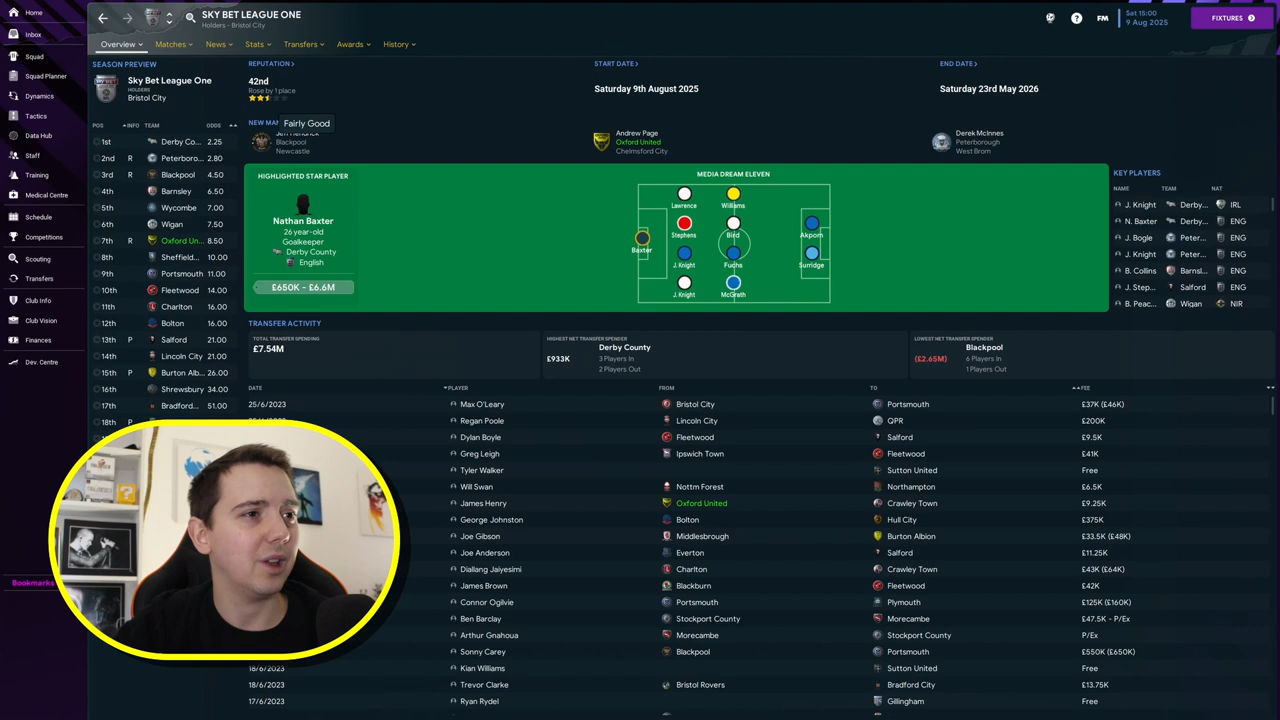 Home
Inbox
Squad
Squad Planner
Dynamics
Tactics
Data Hub
Staff
Training
Medical Centre
Schedule
Competitions
Scouting
Transfers
Club Info
Club Vision
Finances
Dev. Centre
Bookmarks
SKY BET LEAGUE ONE
Holders - Bristol City
Sat 15:00
9 Aug 2025
FM
FIXTURES
Overview
Matches
News
Stats
Transfers
Awards
History
SEASON PREVIEW
Sky Bet League One
HOLDERS
Bristol City
POS INFO TEAM ODDS
1st Derby Co... 2.25
2nd R Peterboro... 2.80
3rd R Blackpool 4.50
4th Barnsley 6.50
5th Wycombe 7.00
6th Wigan 7.50
7th R Oxford Un... 8.50
8th Sheffield... 10.00
9th Portsmouth 11.00
10th Fleetwood 14.00
11th Charlton 16.00
12th Bolton 16.00
13th P Salford 21.00
14th Lincoln City 21.00
15th P Burton Alb... 26.00
16th Shrewsbury 34.00
17th Bradford... 51.00
18th P
REPUTATION
42nd
Rose by 1 place
START DATE
Saturday 9th August 2025
END DATE
Saturday 23rd May 2026
NEW MA
Fairly Good
Blackpool
Newcastle
Andrew Page
Oxford United
Chelmsford City
Derek McInnes
Peterborough
West Brom
HIGHLIGHTED STAR PLAYER
Nathan Baxter
26 year-old
Goalkeeper
Derby County
English
£650K - £6.6M
MEDIA DREAM ELEVEN
Lawrence
Williams
Stephens
Bird
Akpom
Baxter
J. Knight
Fuchs
Surridge
J. Knight
McGrath
KEY PLAYERS
NAME TEAM NAT
J. Knight Derby... IRL
N. Baxter Derby... ENG
J. Bogle Peter... ENG
J. Knight Peter... ENG
B. Collins Barnsl... ENG
J. Step... Salford ENG
B. Peac... Wigan NIR
TRANSFER ACTIVITY
TOTAL TRANSFER SPENDING
£7.54M
HIGHEST NET TRANSFER SPENDER
£933K
Derby County
3 Players In
2 Players Out
LOWEST NET TRANSFER SPENDER
(£2.65M)
Blackpool
6 Players In
1 Players Out
DATE PLAYER FROM TO FEE
25/6/2023 Max O'Leary Bristol City Portsmouth £37K (£46K)
Regan Poole Lincoln City QPR £200K
Dylan Boyle Fleetwood Salford £9.5K
Greg Leigh Ipswich Town Fleetwood £41K
Tyler Walker Sutton United Free
Will Swan Nottm Forest Northampton £6.5K
James Henry Oxford United Crawley Town £9.25K
George Johnston Bolton Hull City £375K
Joe Gibson Middlesbrough Burton Albion £33.5K (£48K)
Joe Anderson Everton Salford £11.25K
Diallang Jaiyesimi Charlton Crawley Town £43K (£64K)
James Brown Blackburn Fleetwood £42K
Connor Ogilvie Portsmouth Plymouth £125K (£160K)
Ben Barclay Stockport County Morecambe £47.5K - P/Ex
Arthur Gnahoua Morecambe Stockport County P/Ex
Sonny Carey Blackpool Portsmouth £550K (£650K)
18/6/2023 Kian Williams Sutton United Free
18/6/2023 Trevor Clarke Bristol Rovers Bradford City £13.75K
17/6/2023 Ryan Rydel Gillingham Free